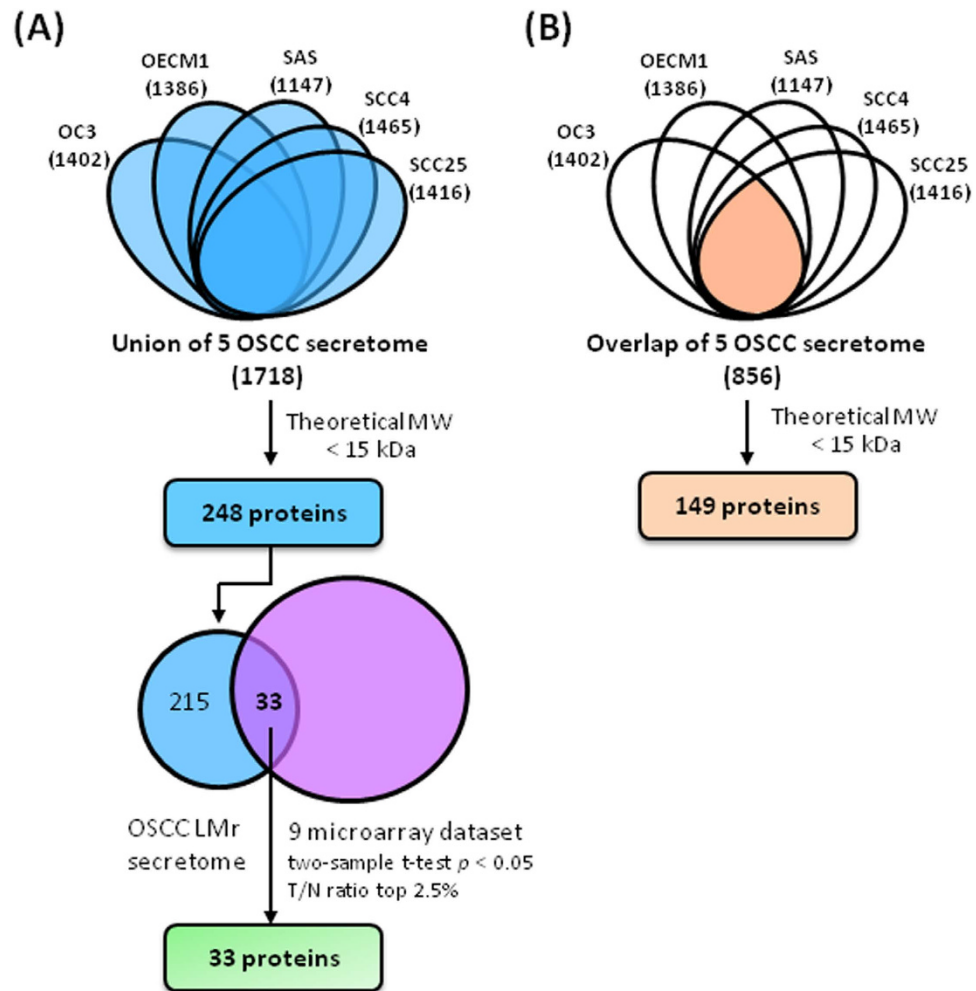 (A)
OECM1
(1386)
SAS
(1147)
SCC4
(1465)
OC3
(1402)
SCC25
(1416)
Union of 5 OSCC secretome
(1718)
Theoretical MW
< 15 kDa
248 proteins
215
33
OSCC LMr
secretome
9 microarray dataset
two-sample t-test p < 0.05
T/N ratio top 2.5%
33 proteins
(B)
OECM1
(1386)
SAS
(1147)
SCC4
(1465)
OC3
(1402)
SCC25
(1416)
Overlap of 5 OSCC secretome
(856)
Theoretical MW
< 15 kDa
149 proteins